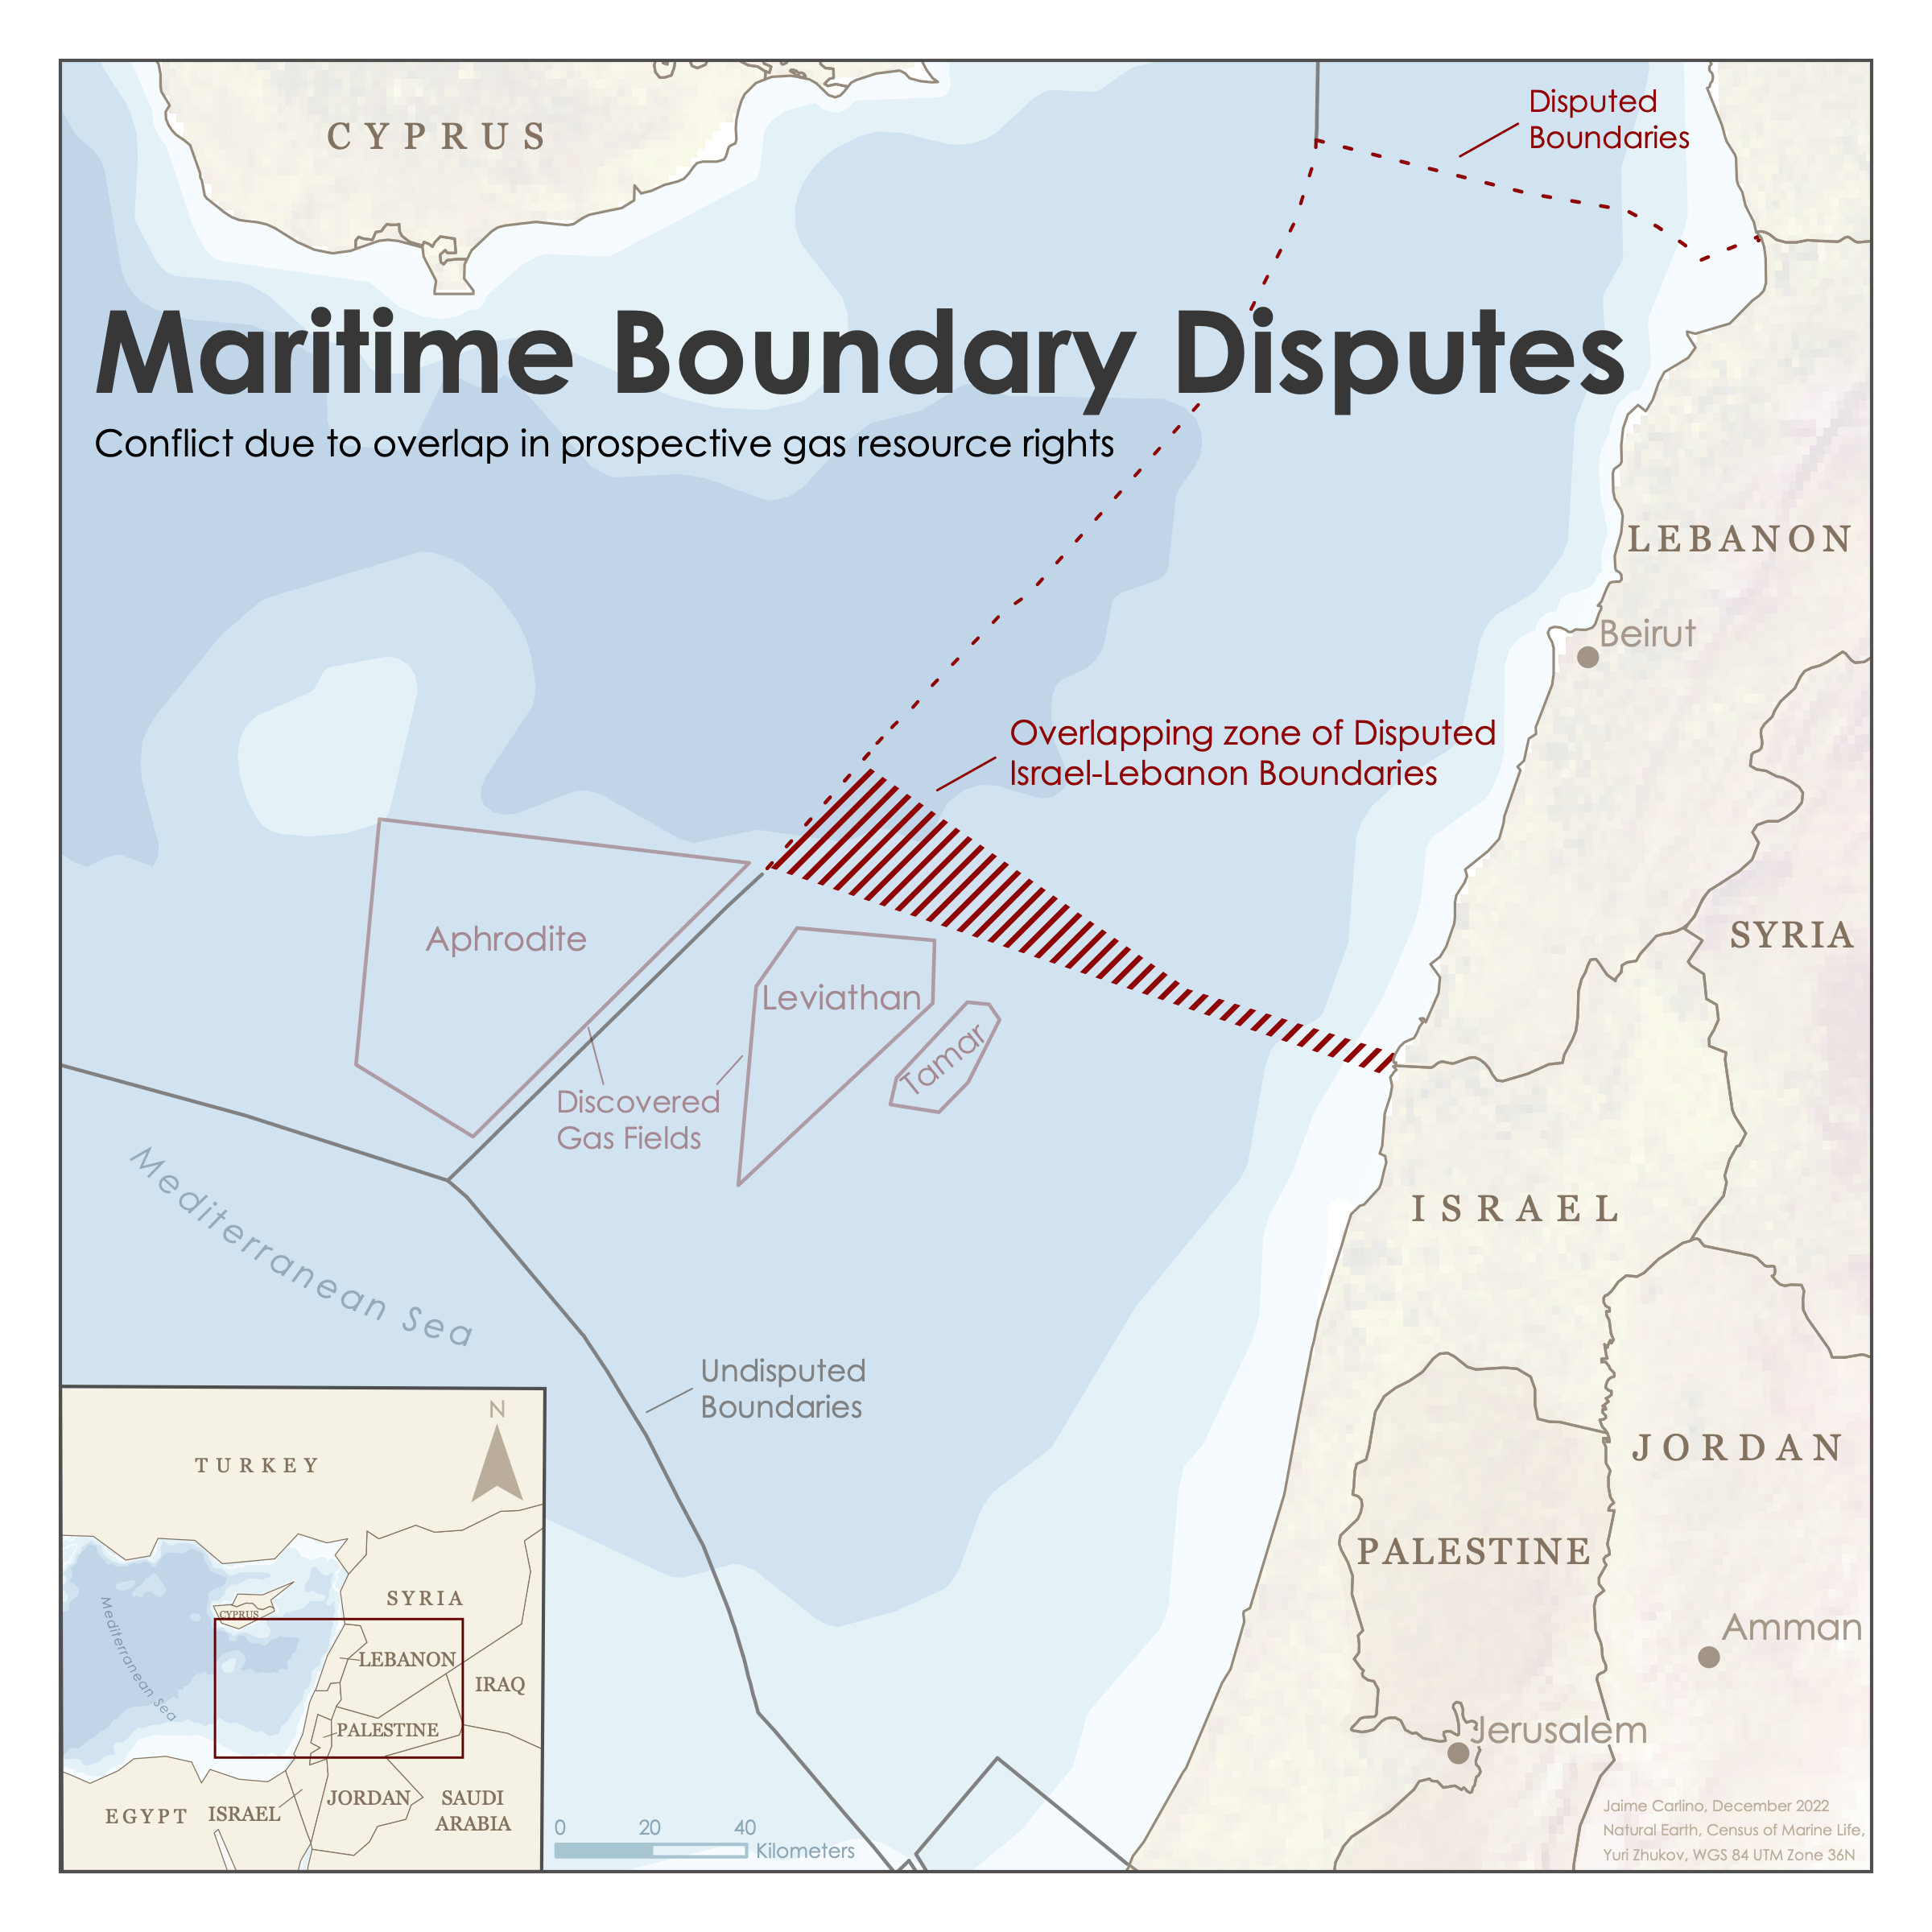 CYPRUS
Disputed
Boundaries
Maritime Boundary Disputes
Conflict due to overlap in prospective gas resource rights
LEBANON
Beirut
Overlapping zone of Disputed
Israel-Lebanon Boundaries
SYRIA
Aphrodite
Leviathan
Tamar
Discovered
Gas Fields
Mediterranean Sea
ISRAEL
Undisputed
Boundaries
JORDAN
PALESTINE
Amman
Jerusalem
N
TURKEY
SYRIA
CYPRUS
Mediterranean Sea
LEBANON
IRAQ
PALESTINE
JORDAN
SAUDI
ARABIA
EGYPT
ISRAEL
0 20 40
Kilometers
Jaime Carlino, December 2022
Natural Earth, Census of Marine Life,
Yuri Zhukov, WGS 84 UTM Zone 36N